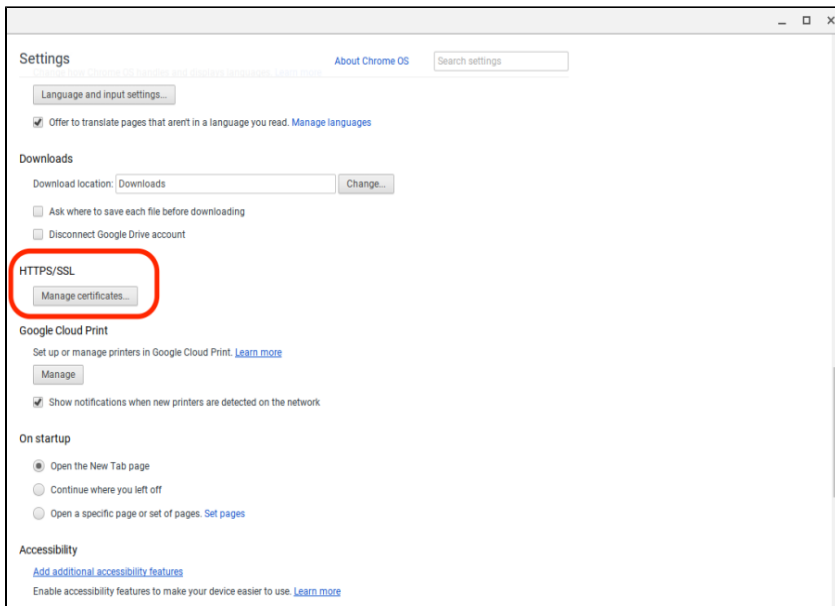 Settings
About Chrome OS
Search settings
Language and input settings...
Offer to translate pages that aren't in a language you read. Manage languages
Downloads
Download location: Downloads Change...
Ask where to save each file before downloading
Disconnect Google Drive account
HTTPS/SSL
Manage certificates...
Google Cloud Print
Set up or manage printers in Google Cloud Print. Learn more
Manage
Show notifications when new printers are detected on the network
On startup
Open the New Tab page
Continue where you left off
Open a specific page or set of pages. Set pages
Accessibility
Add additional accessibility features
Enable accessibility features to make your device easier to use. Learn more